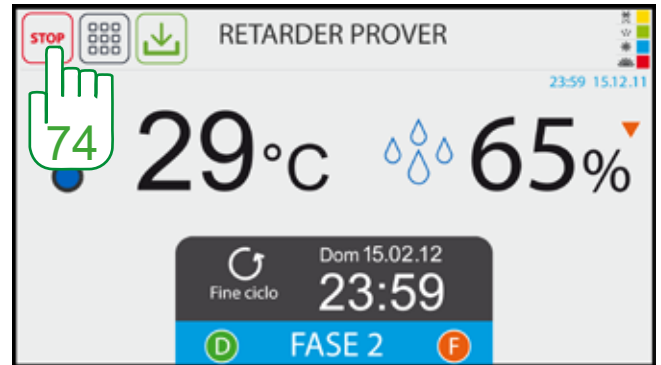 STOP
RETARDER PROVER
23:59 15.12.11
74
29°C
65%
Dom 15.02.12
Fine ciclo
23:59
D
FASE 2
F